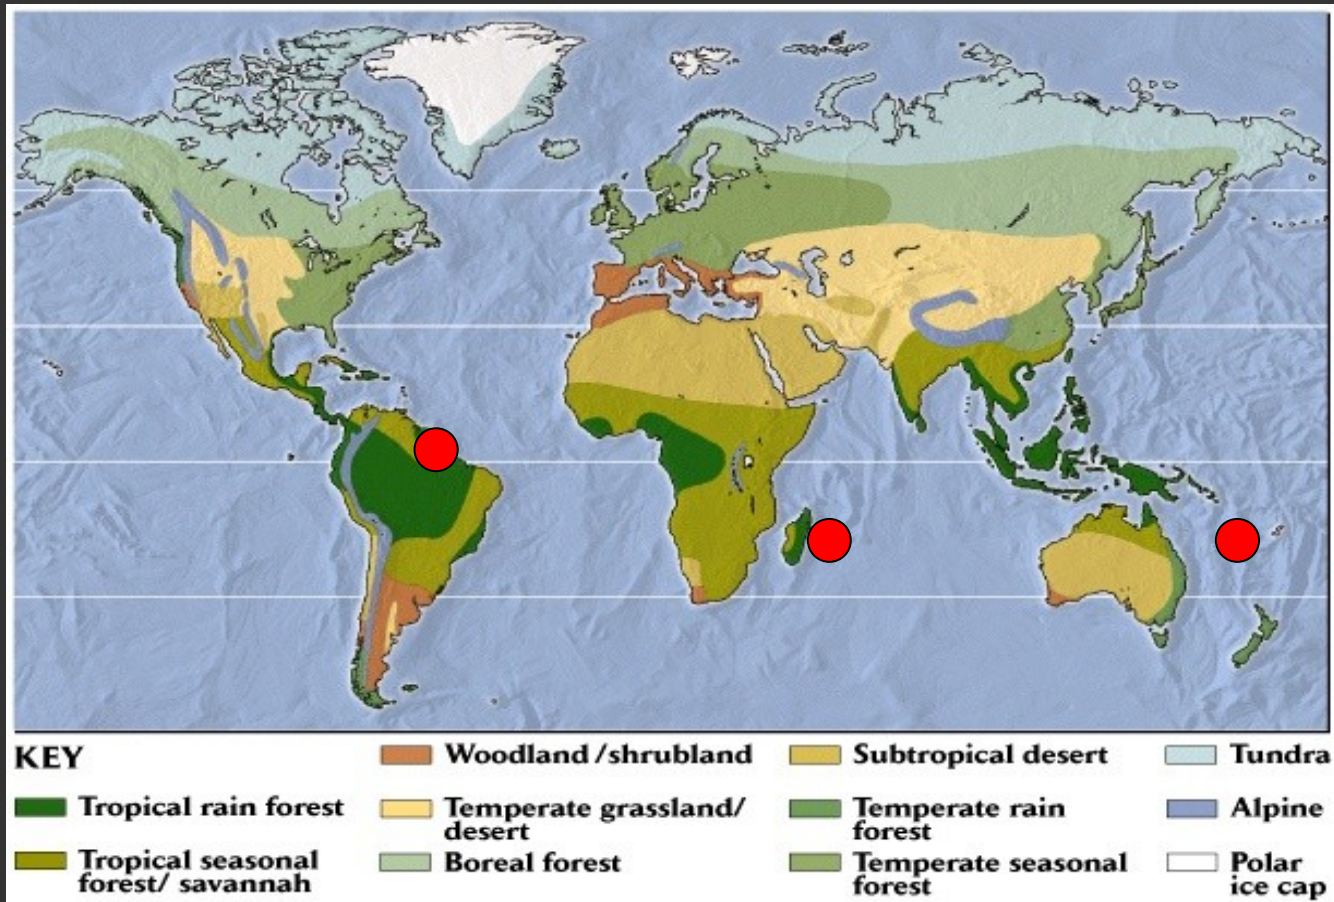 KEY
Tropical rain forest
Tropical seasonal
forest/ savannah
Woodland /shrubland
Temperate grassland/
desert
Boreal forest
Subtropical desert
Temperate rain
forest
Temperate seasonal
forest
Tundra
Alpine
Polar
ice cap